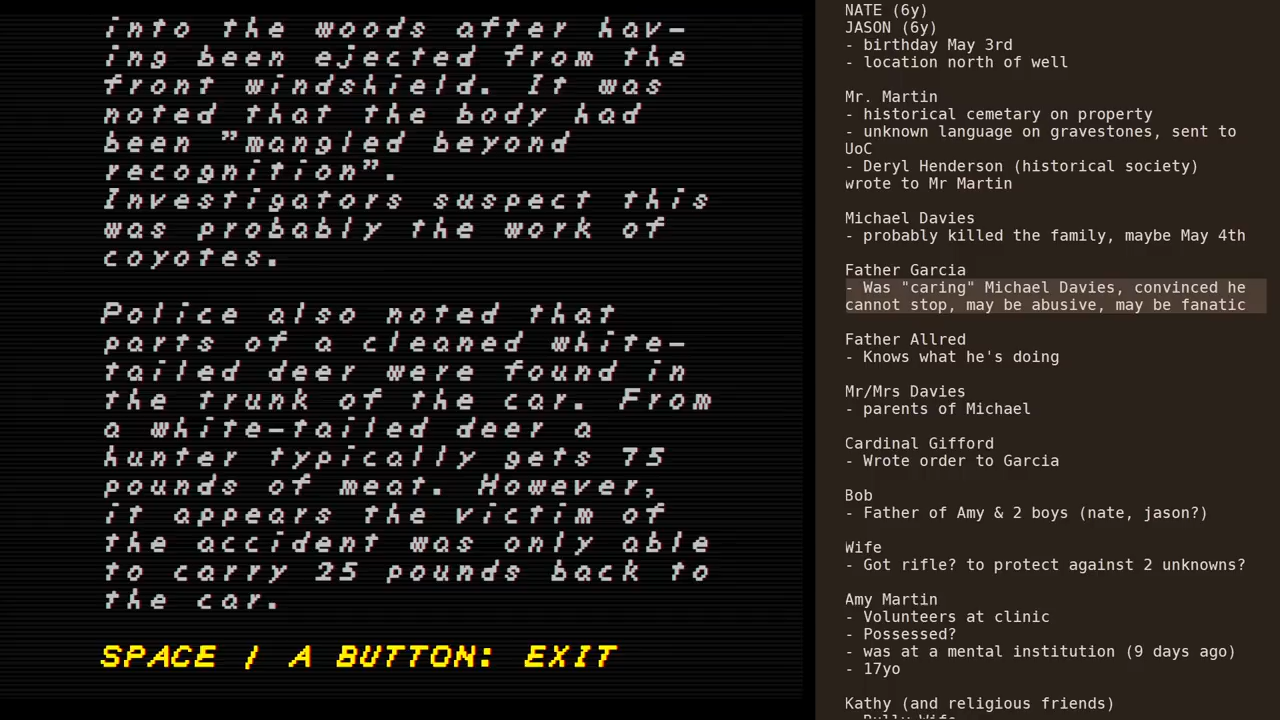 into the woods after hav-
ing been ejected from the
front windshield. It was
noted that the body had
been "mangled beyond
recognition".
Investigators suspect this
was probably the work of
coyotes.
Police also noted that
parts of a cleaned white-
tailed deer were found in
the trunk of the car. From
a white-tailed deer a
hunter typically gets 75
pounds of meat. However,
it appears the victim of
the accident was only able
to carry 25 pounds back to
the car.
SPACE / A BUTTON: EXIT
NATE (6y)
JASON (6y)
- birthday May 3rd
- location north of well
Mr. Martin
- historical cemetary on property
- unknown language on gravestones, sent to
UoC
- Deryl Henderson (historical society)
wrote to Mr Martin
Michael Davies
- probably killed the family, maybe May 4th
Father Garcia
- Was "caring" Michael Davies, convinced he
cannot stop, may be abusive, may be fanatic
Father Allred
- Knows what he's doing
Mr/Mrs Davies
- parents of Michael
Cardinal Gifford
- Wrote order to Garcia
Bob
- Father of Amy & 2 boys (nate, jason?)
Wife
- Got rifle? to protect against 2 unknowns?
Amy Martin
- Volunteers at clinic
- Possessed?
- was at a mental institution (9 days ago)
- 17yo
Kathy (and religious friends)